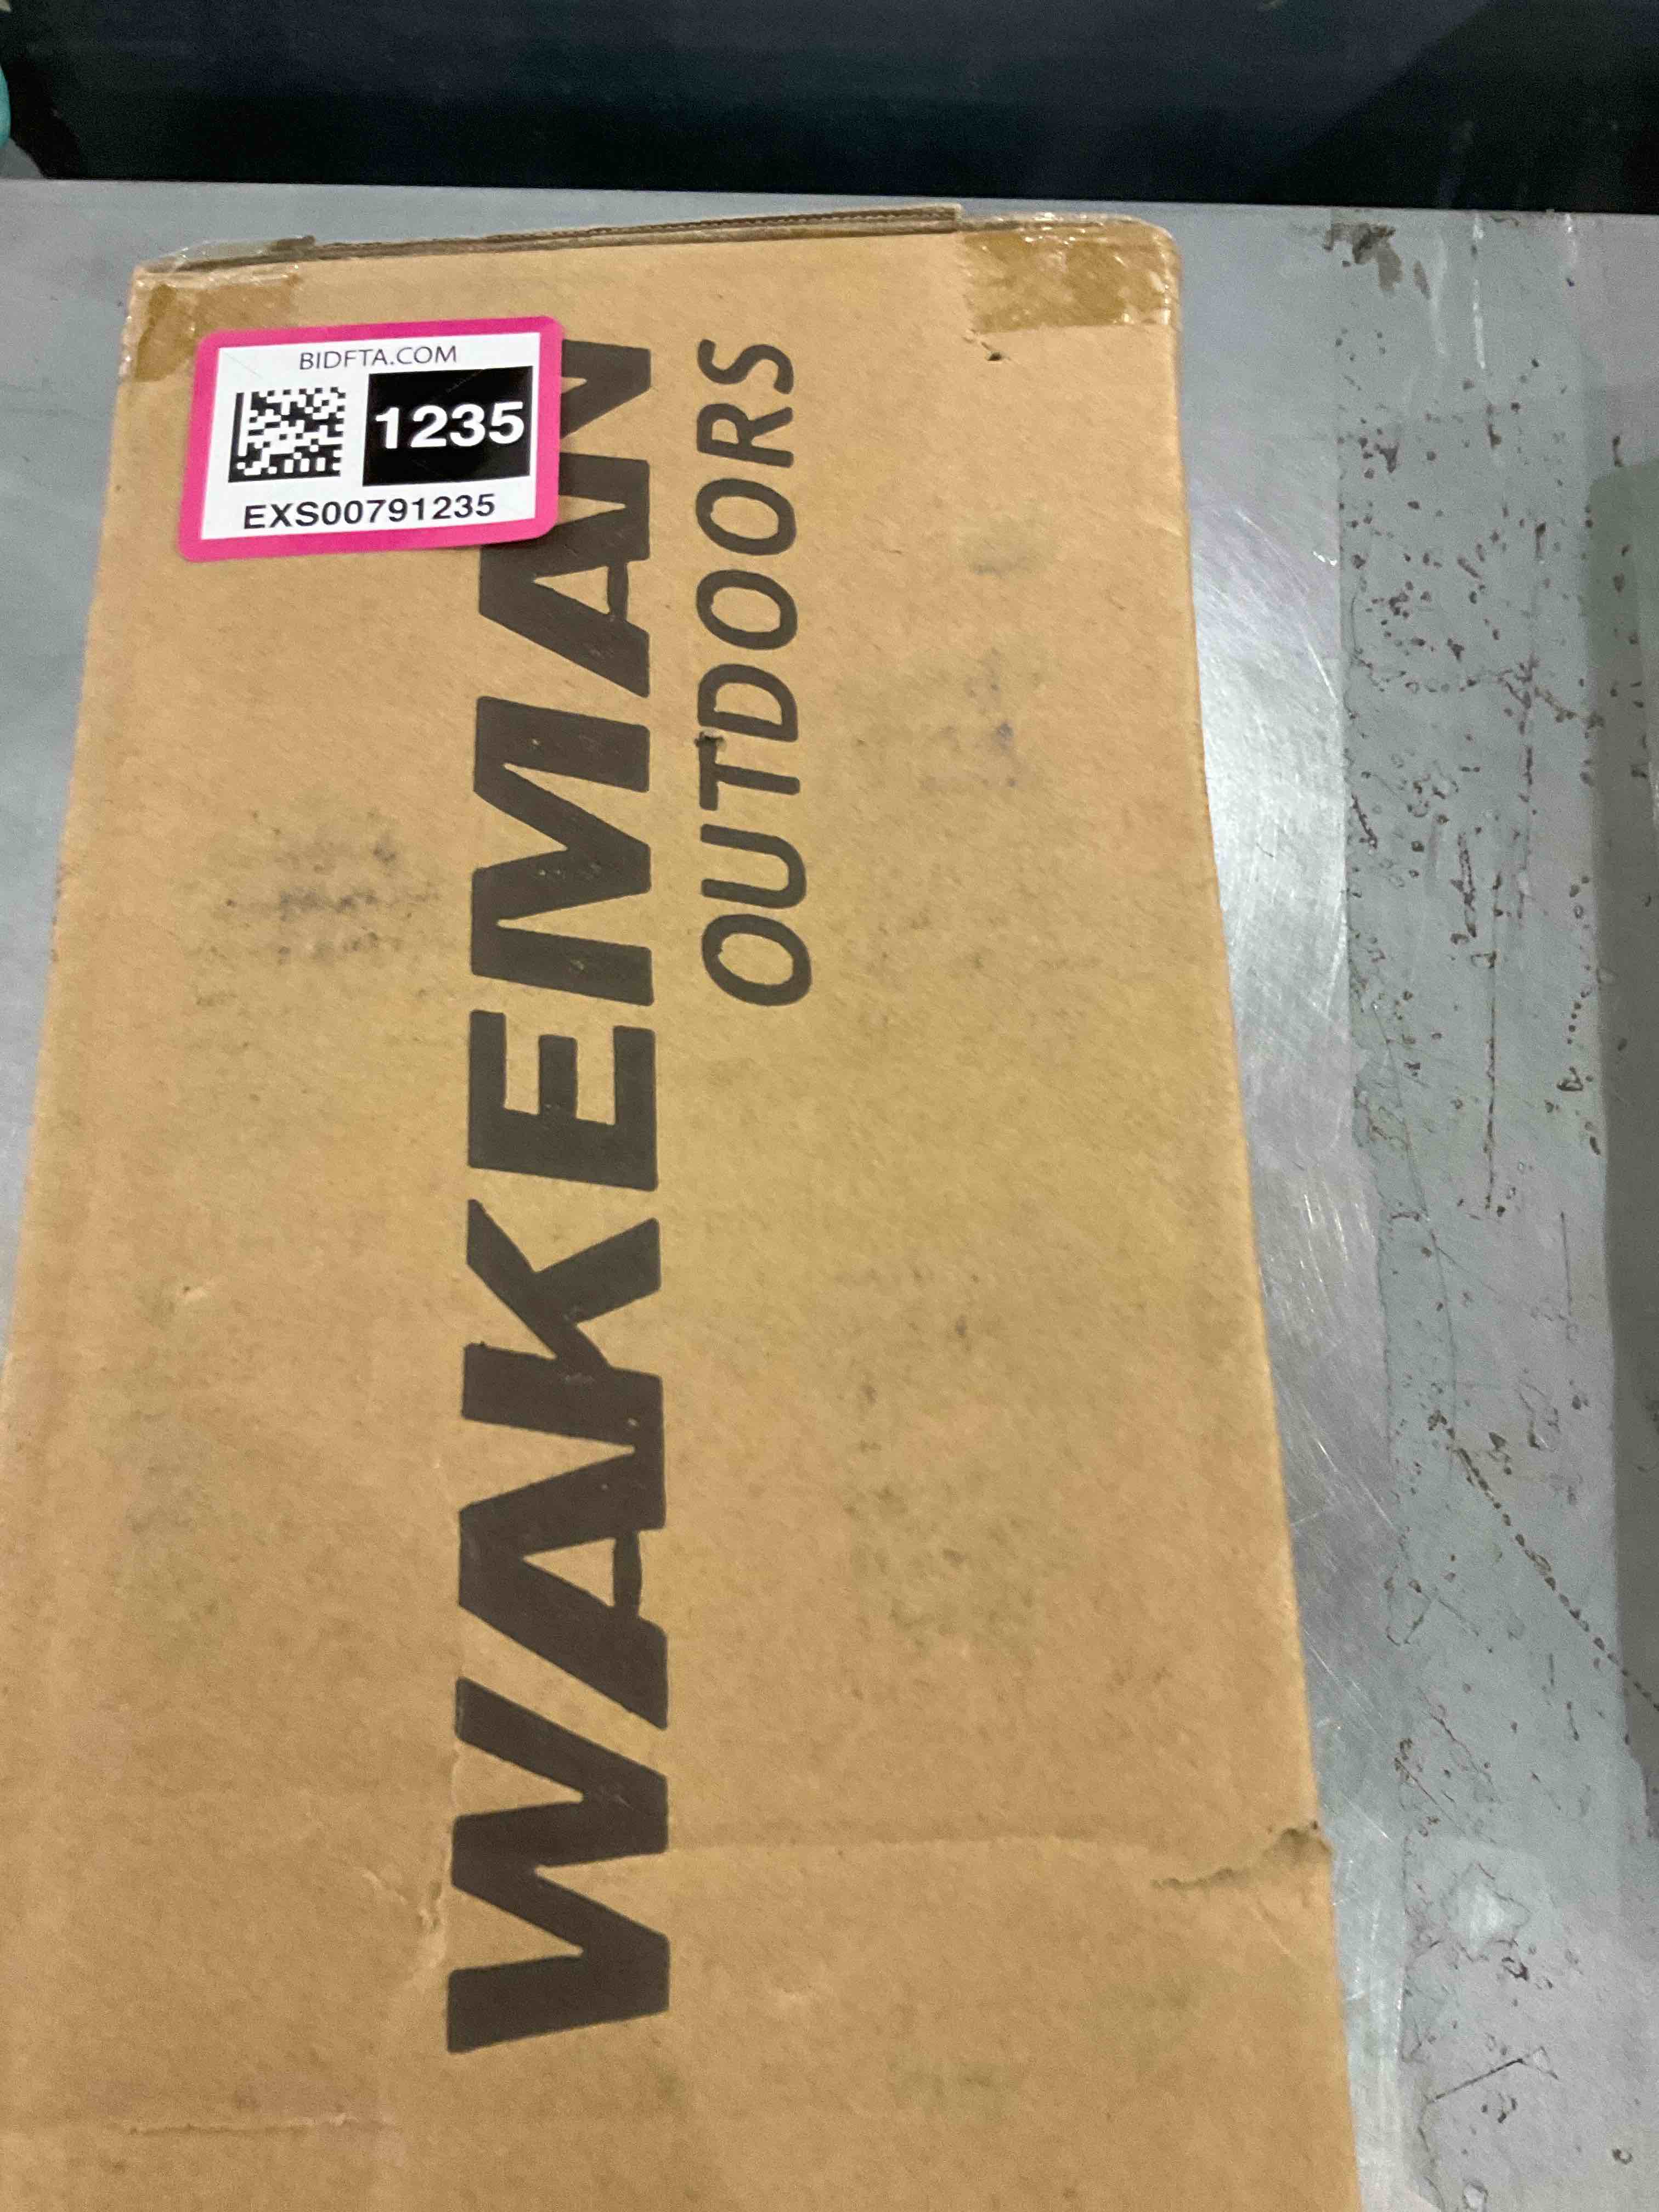 BIDFTA.COM
1235
EXS00791235
WAKEMAN
OUTDOORS